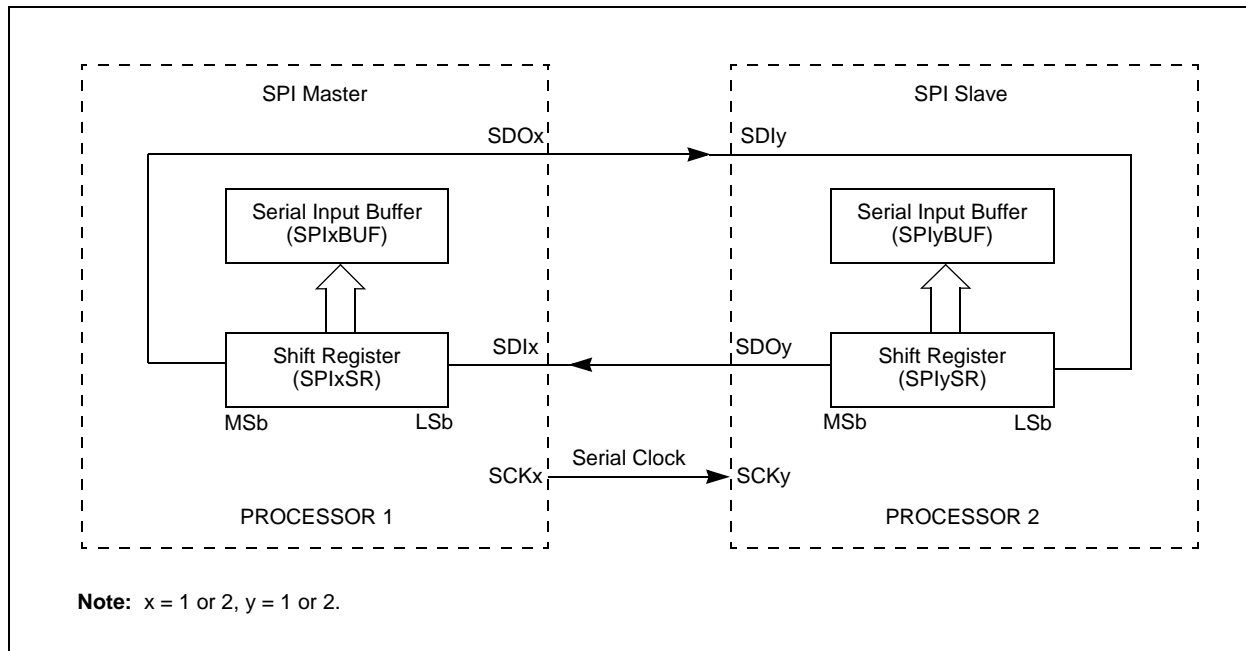 SPI Master
SPI Slave
SDOx
SDIy
Serial Input Buffer
(SPIxBUF)
Serial Input Buffer
(SPIyBUF)
Shift Register
(SPIxSR)
SDIx
SDOy
Shift Register
(SPIySR)
MSb
LSb
MSb
LSb
Serial Clock
SCKx
SCKy
PROCESSOR 1
PROCESSOR 2
Note: x = 1 or 2, y = 1 or 2.